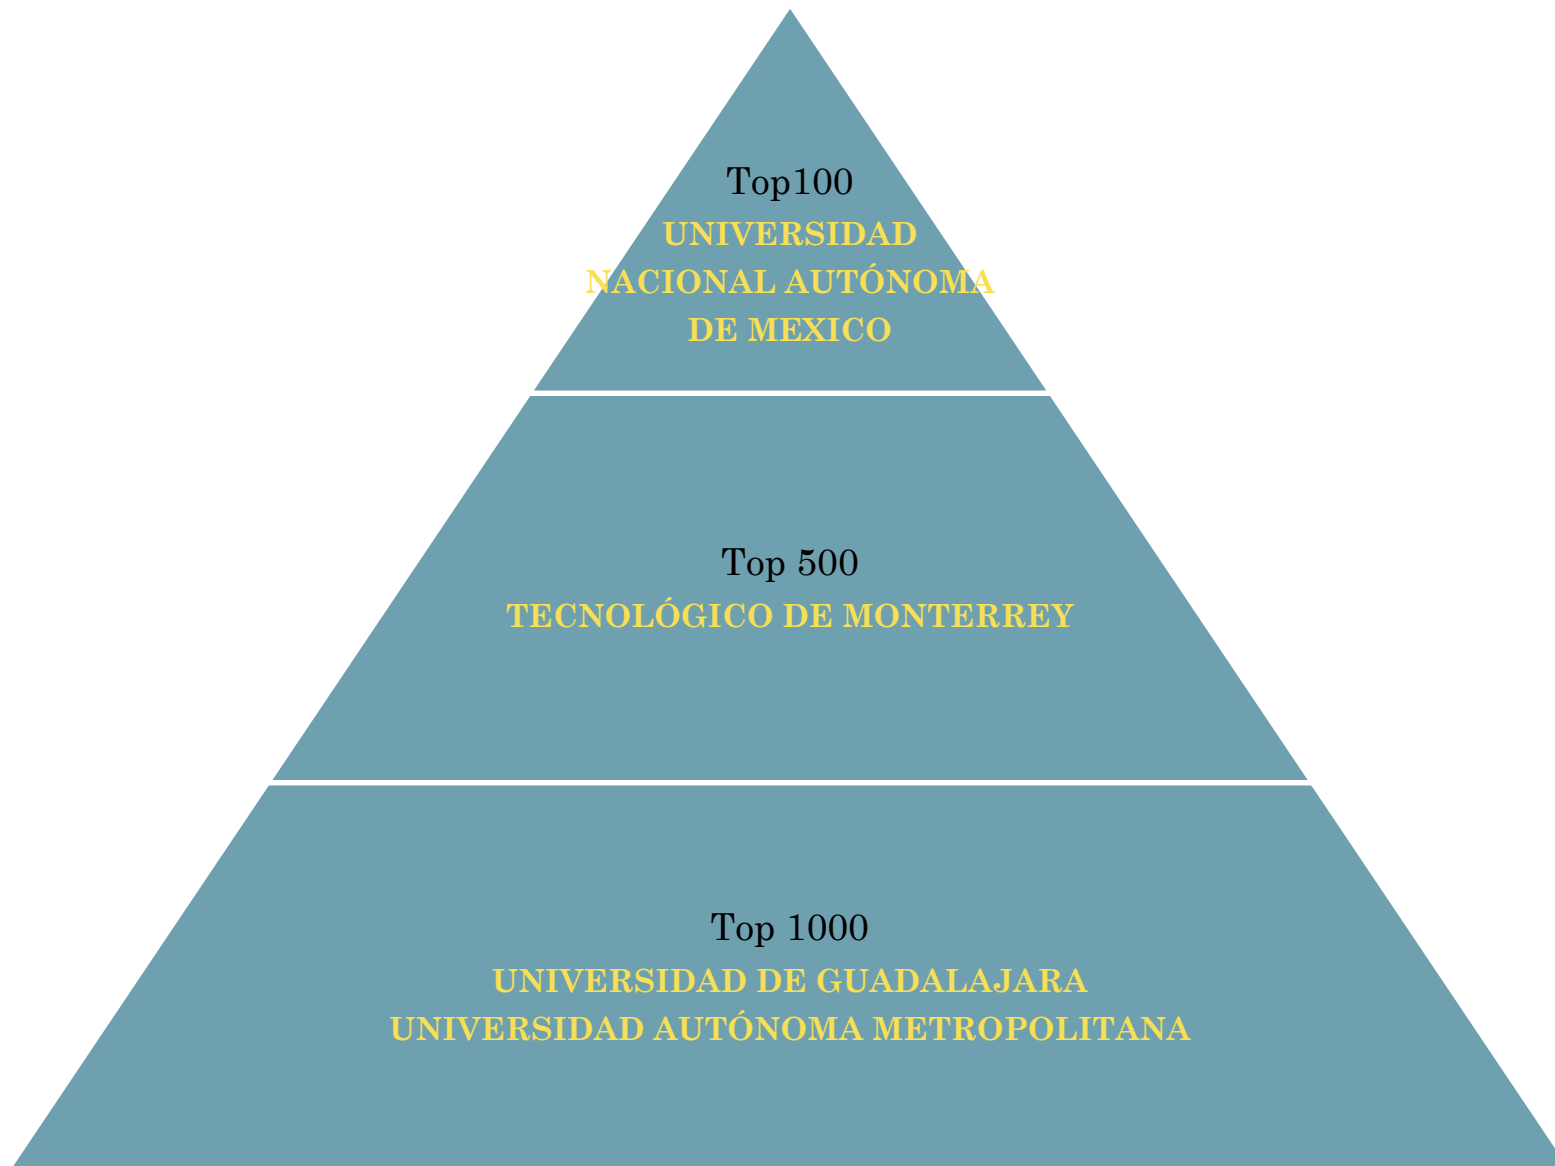 Top100
UNIVERSIDAD
NACIONAL AUTÓNOMA
DE MEXICO
Top 500
TECNOLÓGICO DE MONTERREY
Top 1000
UNIVERSIDAD DE GUADALAJARA
UNIVERSIDAD AUTÓNOMA METROPOLITANA